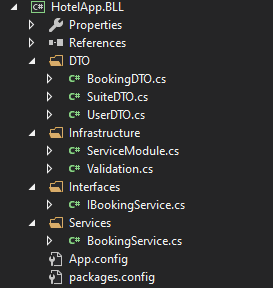 C# HotelApp.BLL
Properties
References
DTO
C# BookingDTO.cs
C# SuiteDTO.cs
C# UserDTO.cs
Infrastructure
C# ServiceModule.cs
C# Validation.cs
Interfaces
C# IBookingService.cs
Services
C# BookingService.cs
App.config
packages.config